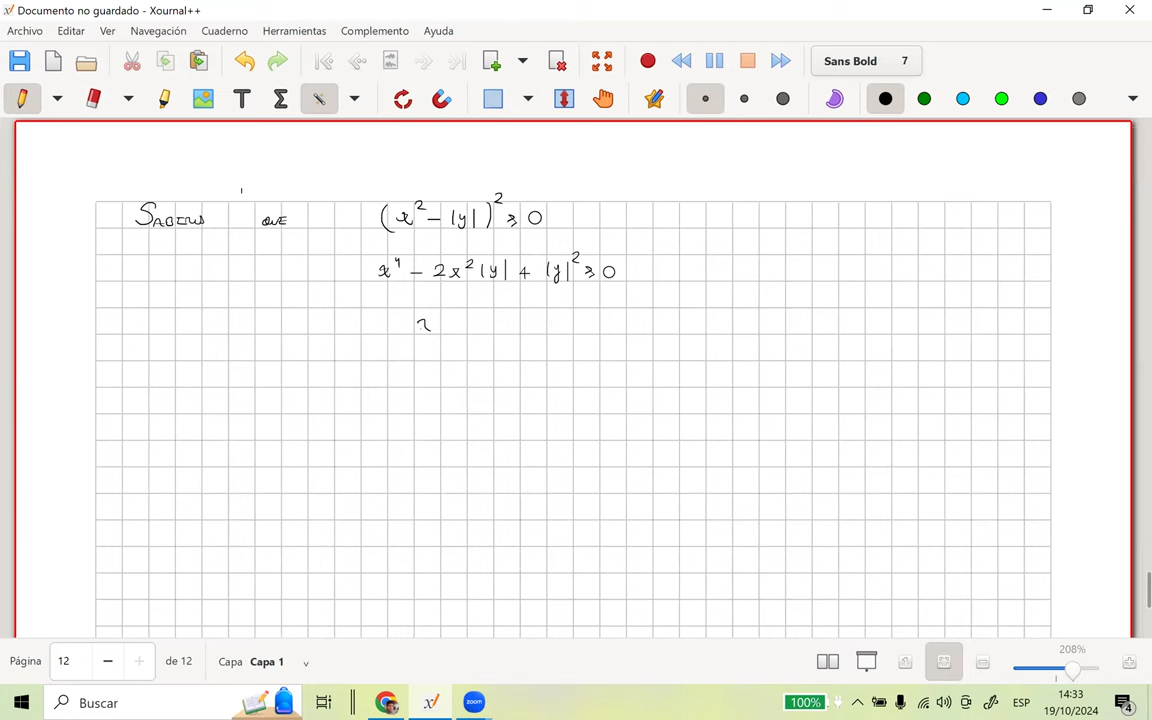 Documento no guardado - Xournal++
Archivo Editar Ver Navegación Cuaderno Herramientas Complemento Ayuda
Sans Bold 7
SABEMOS QUE (x² - |y|)² ≥ 0
x⁴ - 2x²|y| + |y|² ≥ 0
Página 12 de 12 Capa Capa 1 208%
Buscar 100% ESP 14:33
19/10/2024 4